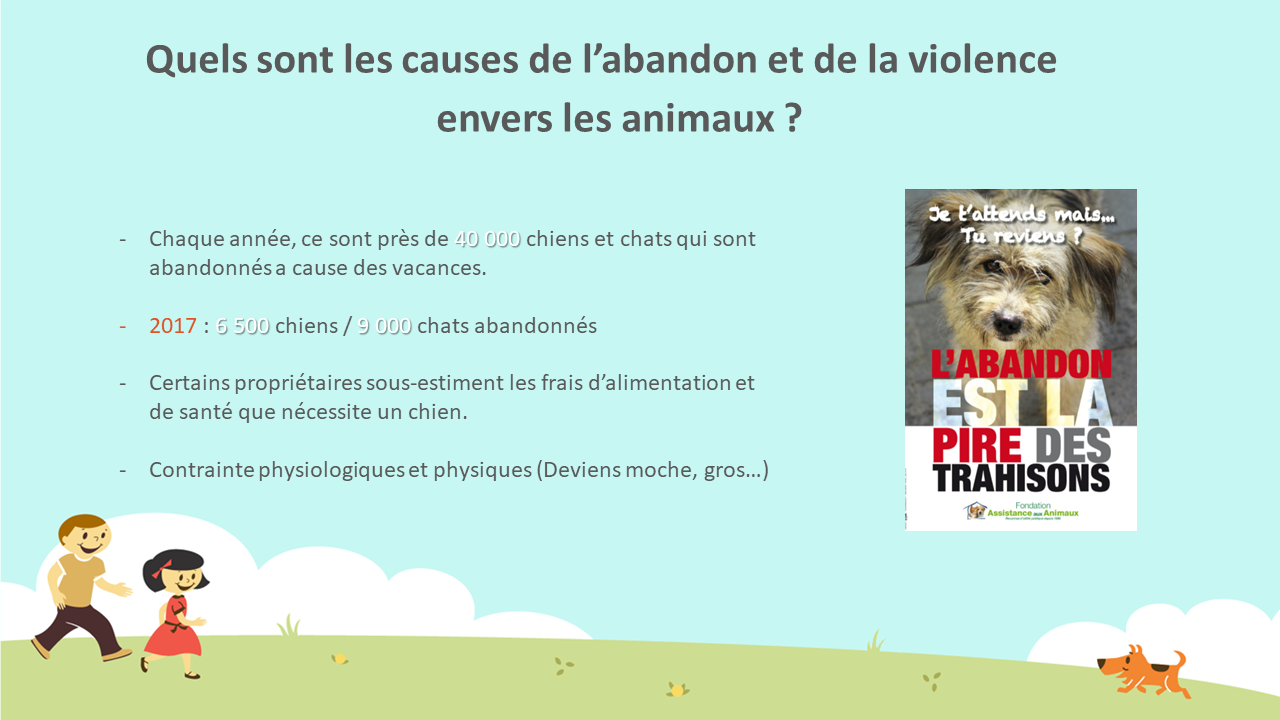 Quels sont les causes de l’abandon et de la violence
envers les animaux ?
- Chaque année, ce sont près de 40 000 chiens et chats qui sont
abandonnés a cause des vacances.
- 2017 : 6 500 chiens / 9 000 chats abandonnés
- Certains propriétaires sous-estiment les frais d’alimentation et
de santé que nécessite un chien.
- Contrainte physiologiques et physiques (Deviens moche, gros…)
Je t'attends mais...
Tu reviens ?
L'ABANDON
EST LA
PIRE DES
TRAHISONS
Fondation
Assistance aux Animaux